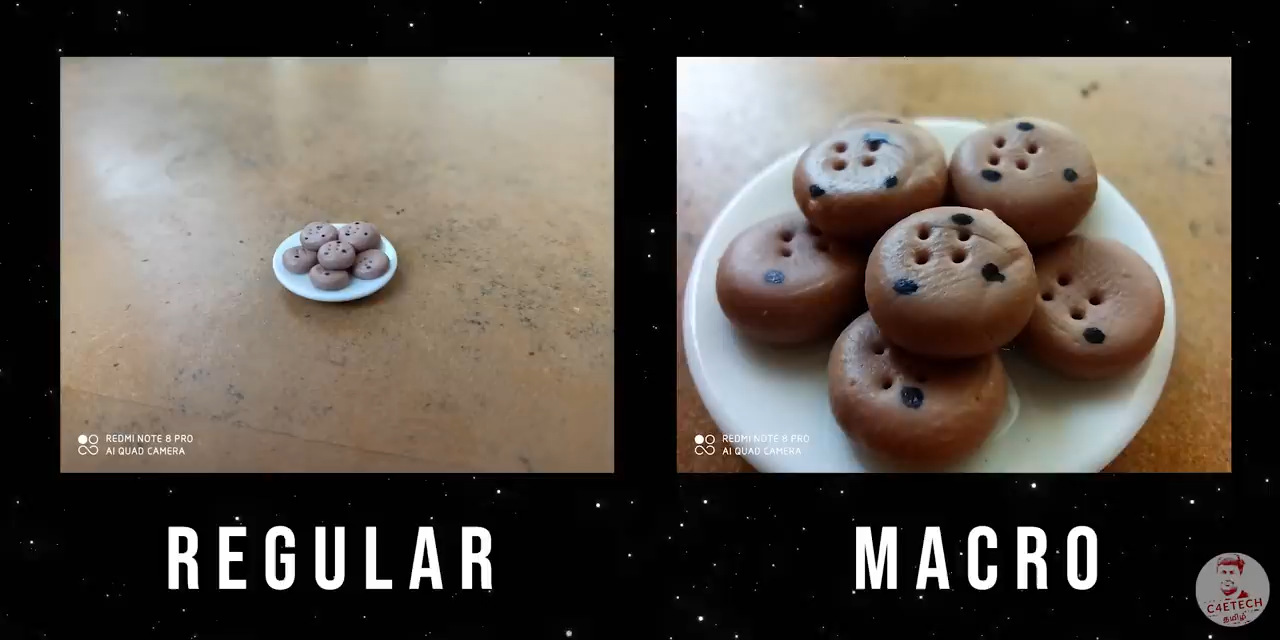 REDMI NOTE 8 PRO
AI QUAD CAMERA
REDMI NOTE 8 PRO
AI QUAD CAMERA
REGULAR
MACRO
C4ETECH
தமிழ்